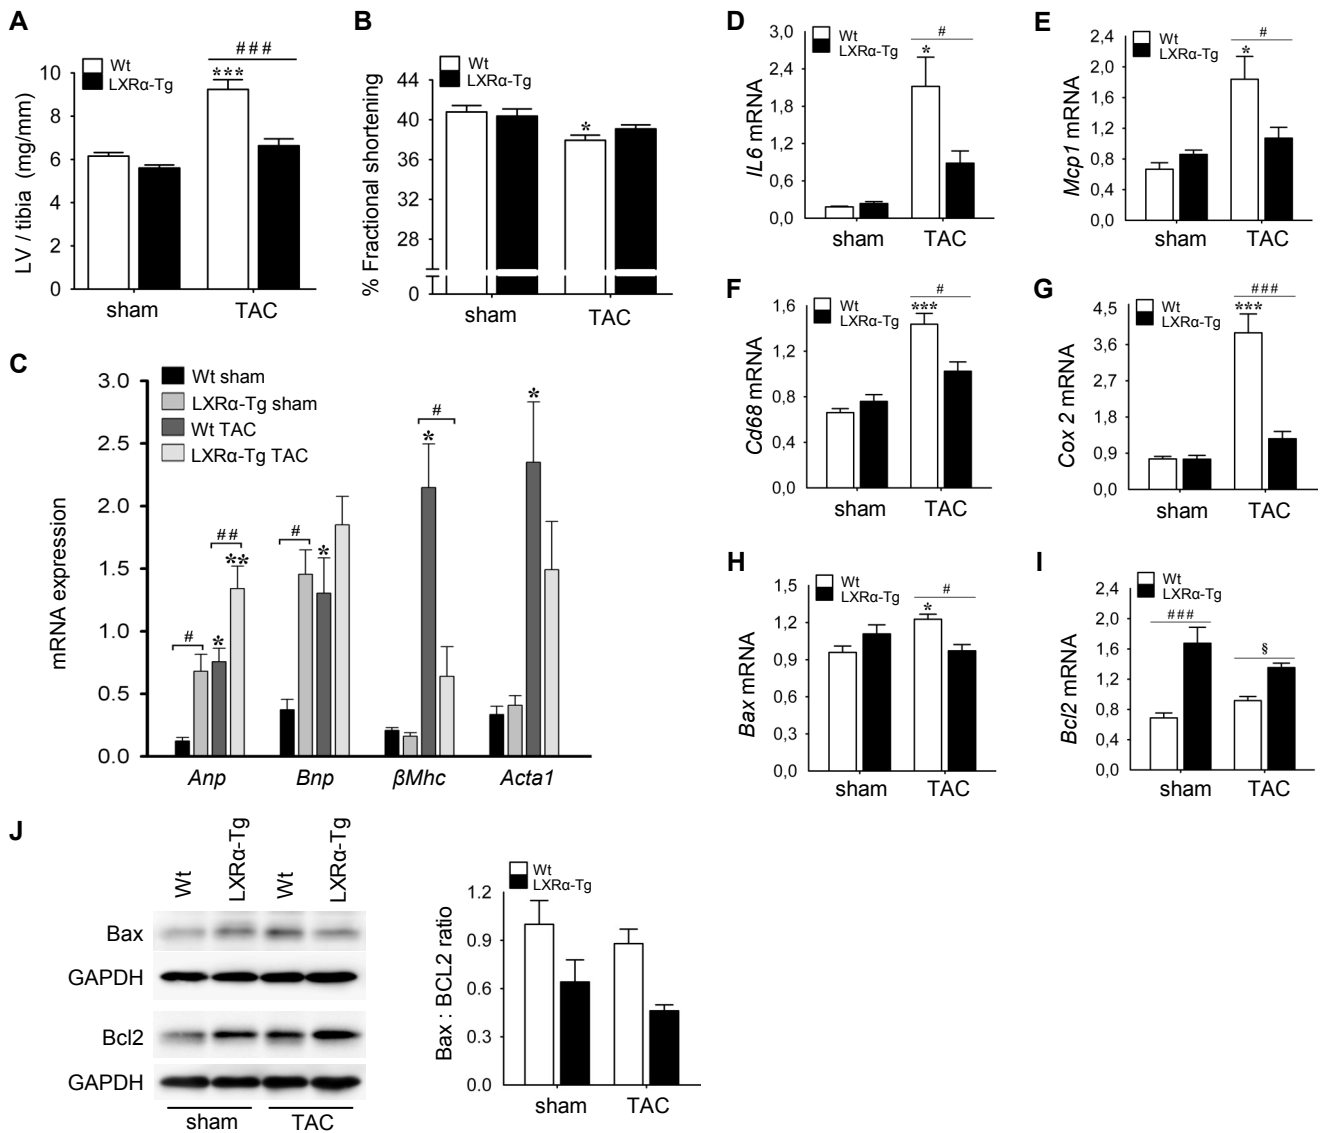 A
Wt
LXRα-Tg
###
***
LV / tibia (mg/mm)
10
8
6
4
2
0
sham
TAC
B
Wt
LXRα-Tg
*
% Fractional shortening
44
40
36
32
28
0
sham
TAC
C
Wt sham
LXRα-Tg sham
Wt TAC
LXRα-Tg TAC
mRNA expression
3.0
2.5
2.0
1.5
1.0
0.5
0.0
#
*
##
**
#
*
#
*
*
Anp
Bnp
βMhc
Acta1
D
Wt
LXRα-Tg
#
*
IL6 mRNA
3,0
2,4
1,8
1,2
0,6
0,0
sham
TAC
E
Wt
LXRα-Tg
#
*
Mcp1 mRNA
2,4
2,0
1,6
1,2
0,8
0,4
0,0
sham
TAC
F
Wt
LXRα-Tg
#
***
Cd68 mRNA
1,6
1,2
0,8
0,4
0,0
sham
TAC
G
Wt
LXRα-Tg
###
***
Cox 2 mRNA
4,5
3,6
2,7
1,8
0,9
0,0
sham
TAC
H
Wt
LXRα-Tg
#
*
Bax mRNA
1,5
1,2
0,9
0,6
0,3
0,0
sham
TAC
I
Wt
LXRα-Tg
###
§
Bcl2 mRNA
2,4
2,0
1,6
1,2
0,8
0,4
0,0
sham
TAC
J
Wt
LXRα-Tg
Wt
LXRα-Tg
Bax
GAPDH
Bcl2
GAPDH
sham
TAC
Wt
LXRα-Tg
Bax : BCL2 ratio
1.2
0.9
0.6
0.3
0.0
sham
TAC